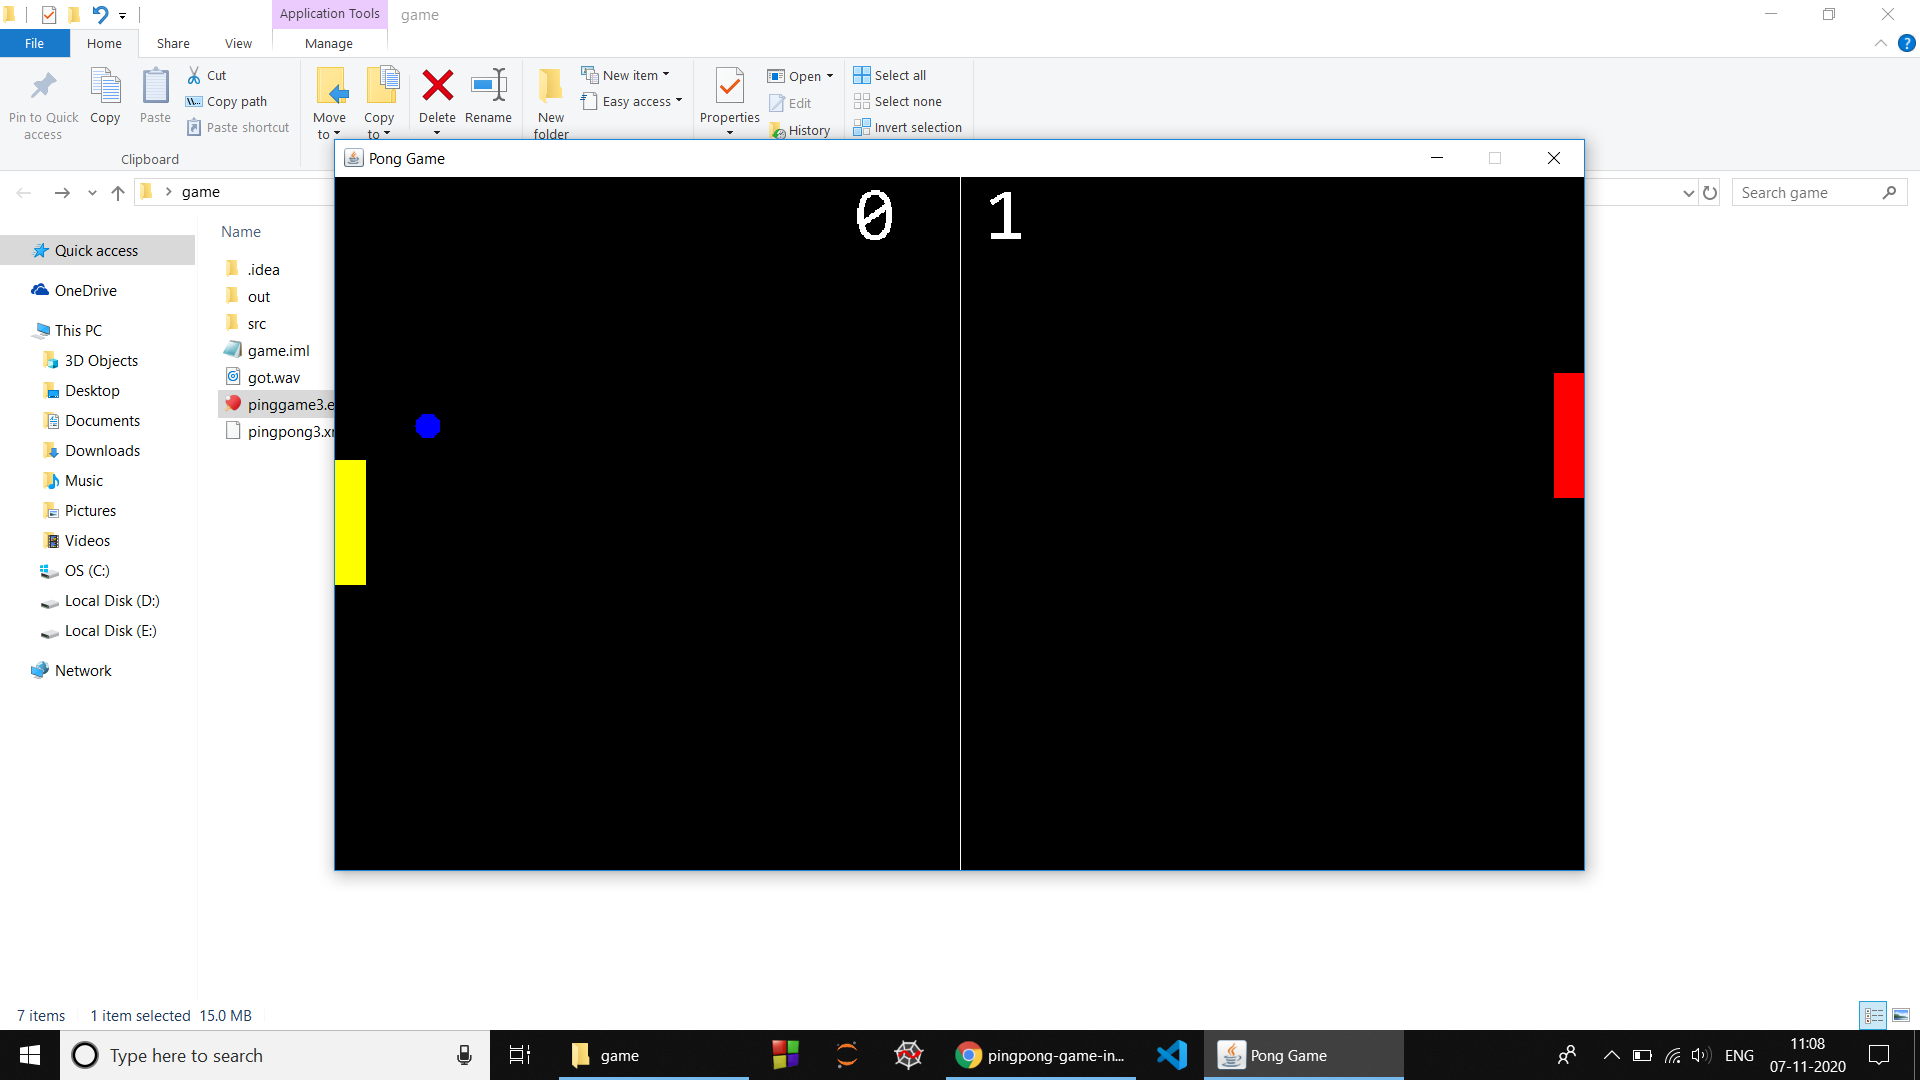 Application Tools
game
File
Home
Share
View
Manage
Pin to Quick access
Copy
Paste
Cut
Copy path
Paste shortcut
Clipboard
Move to
Copy to
Delete
Rename
New folder
New item
Easy access
Properties
Open
Edit
History
Select all
Select none
Invert selection
Pong Game
game
Search game
0
1
Name
Quick access
OneDrive
This PC
3D Objects
Desktop
Documents
Downloads
Music
Pictures
Videos
OS (C:)
Local Disk (D:)
Local Disk (E:)
Network
.idea
out
src
game.iml
got.wav
pinggame3.e
pingpong3.x
7 items
1 item selected 15.0 MB
Type here to search
game
pingpong-game-in...
Pong Game
ENG
11:08
07-11-2020